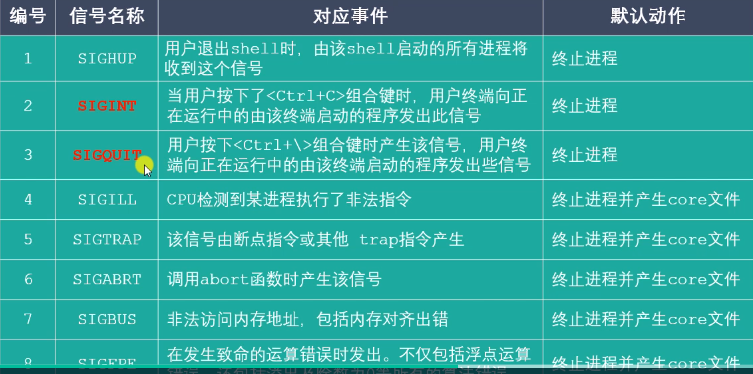 编号 信号名称 对应事件 默认动作
1 SIGHUP 用户退出shell时，由该shell启动的所有进程将 终止进程
收到这个信号
2 SIGINT 当用户按下了<Ctrl+C>组合键时，用户终端向正 终止进程
在运行中的由该终端启动的程序发出此信号
3 SIGQUIT 用户按下<Ctrl+\>组合键时产生该信号，用户终 终止进程
端向正在运行中的由该终端启动的程序发出些信号
4 SIGILL CPU检测到某进程执行了非法指令 终止进程并产生core文件
5 SIGTRAP 该信号由断点指令或其他 trap指令产生 终止进程并产生core文件
6 SIGABRT 调用abort函数时产生该信号 终止进程并产生core文件
7 SIGBUS 非法访问内存地址，包括内存对齐出错 终止进程并产生core文件
8 SIGFPE 在发生致命的运算错误时发出。不仅包括浮点运算 终止进程并产生core文件